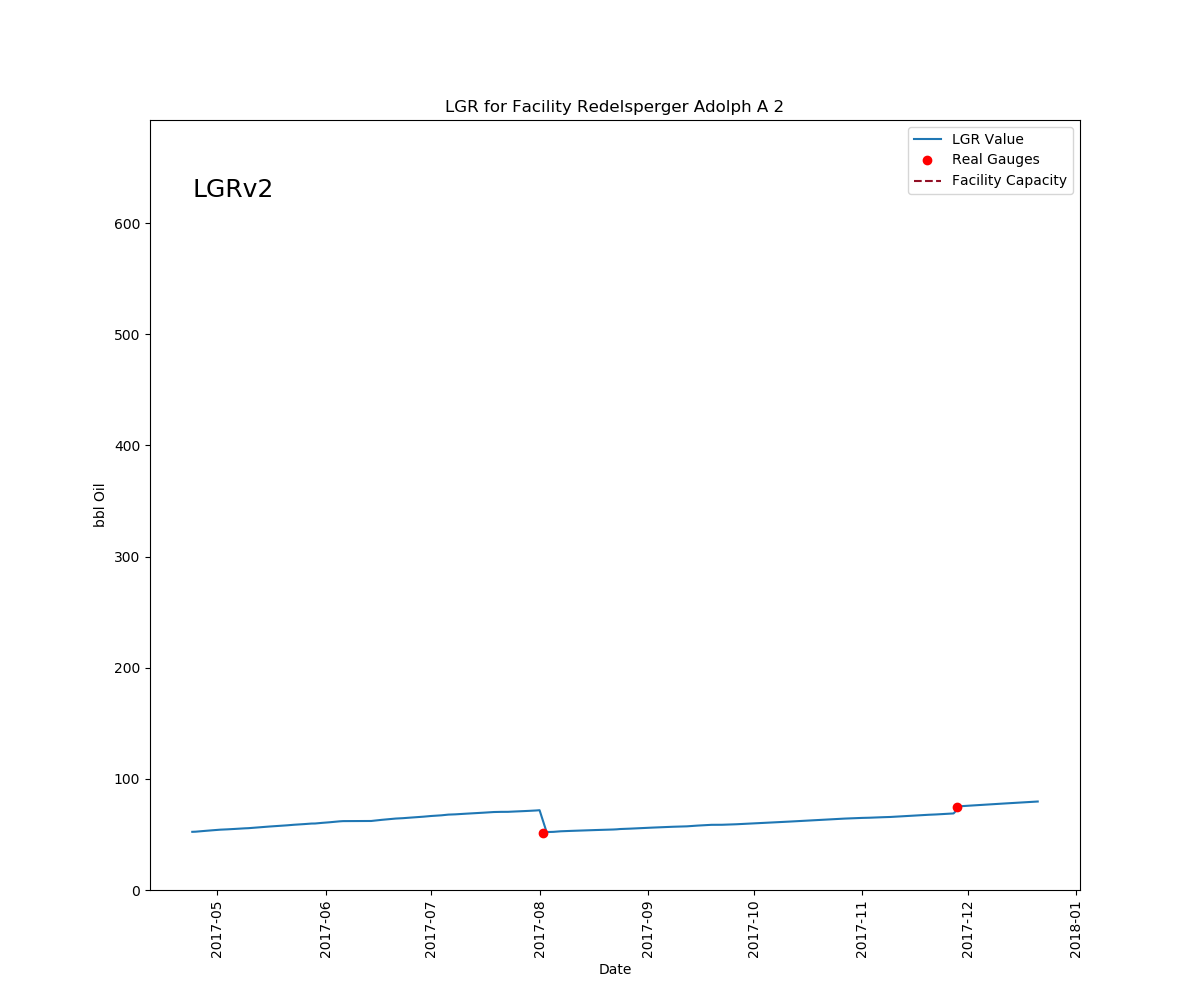 LGR for Facility Redelsperger Adolph A 2
LGR Value
Real Gauges
Facility Capacity
LGRv2
600
500
400
300
200
100
0
bbl Oil
2017-05
2017-06
2017-07
2017-08
2017-09
2017-10
2017-11
2017-12
2018-01
Date